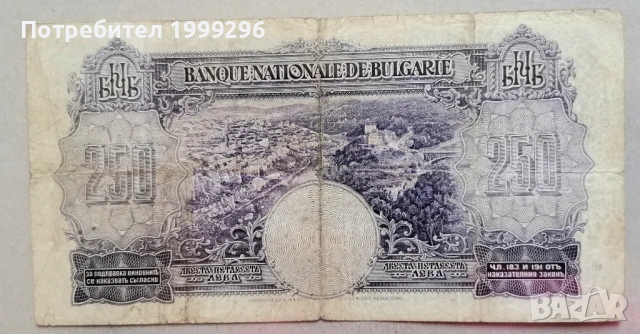 Потребител 1999296
BANQUE NATIONALE DE BULGARIE
БНБ
БНБ
250
250
ДВЕСТА ПЕТДЕСЕТЬ
ЛЕВА
ДВЕСТА ПЕТДЕСЕТЬ
ЛЕВА
ЗА ПОДПРАВКА ВИНОВНИТѢ
СЕ НАКАЗВАТЪ СЪГЛАСНО
ЧЛ. 183 И 191 ОТЪ
НАКАЗАТЕЛНИЯ ЗАКОНЪ
bazar